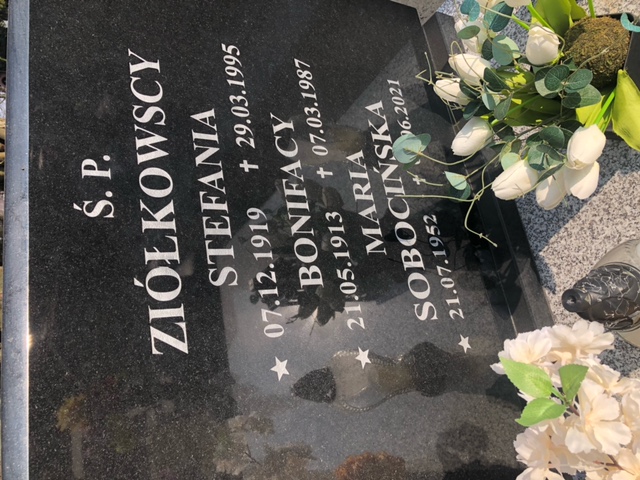 Ś. P.
ZIÓŁKOWSCY
STEFANIA
07.12.1919 † 29.03.1995
BONIFACY
21.05.1913 † 07.03.1987
MARIA
SOBOCIŃSKA
21.07.1952 † 06.2021